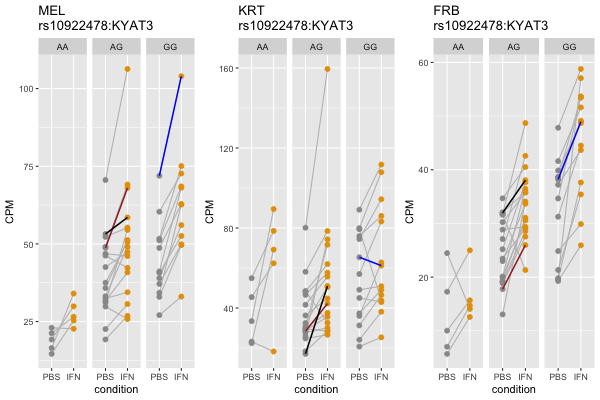 MEL
rs10922478:KYAT3
AA AG GG
100
75
50
25
CPM
PBS IFN PBS IFN PBS IFN
condition
KRT
rs10922478:KYAT3
AA AG GG
160
120
80
40
CPM
PBS IFN PBS IFN PBS IFN
condition
FRB
rs10922478:KYAT3
AA AG GG
60
40
20
CPM
PBS IFN PBS IFN PBS IFN
condition